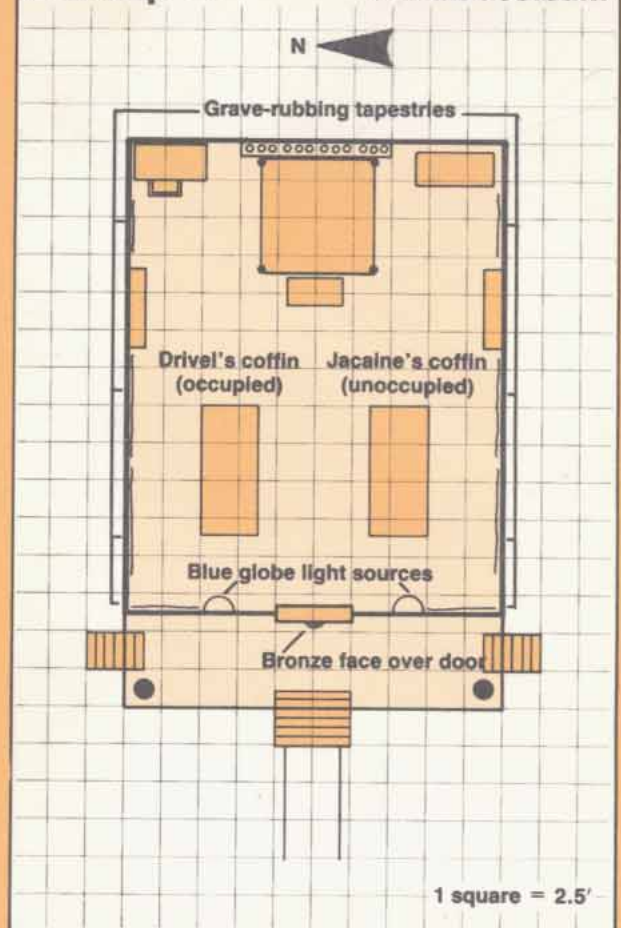 N
Grave-rubbing tapestries
Drivel's coffin
(occupied)
Jacaine's coffin
(unoccupied)
Blue globe light sources
Bronze face over door
1 square = 2.5′